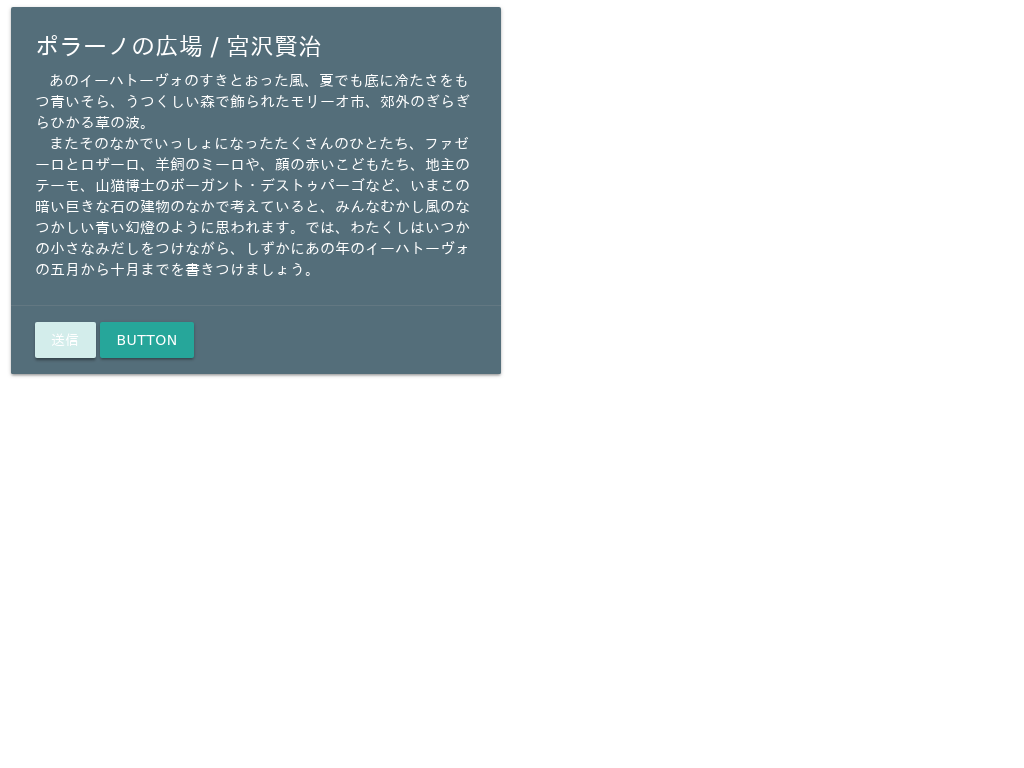 ポラーノの広場 / 宮沢賢治
　あのイーハトーヴォのすきとおった風、夏でも底に冷たさをも
つ青いそら、うつくしい森で飾られたモリーオ市、郊外のぎらぎ
らひかる草の波。
　またそのなかでいっしょになったたくさんのひとたち、ファゼ
ーロとロザーロ、羊飼のミーロや、顔の赤いこどもたち、地主の
テーモ、山猫博士のボーガント・デストゥパーゴなど、いまこの
暗い巨きな石の建物のなかで考えていると、みんなむかし風のな
つかしい青い幻燈のように思われます。では、わたくしはいつか
の小さなみだしをつけながら、しずかにあの年のイーハトーヴォ
の五月から十月までを書きつけましょう。
送信 BUTTON